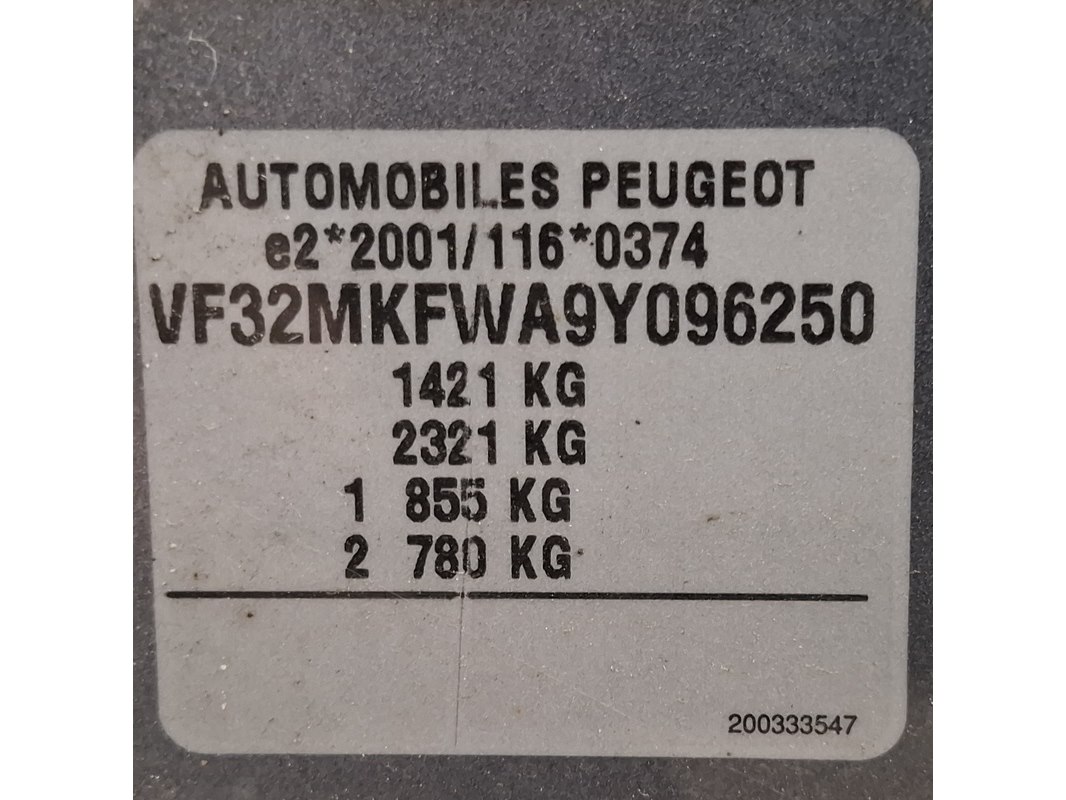 AUTOMOBILES PEUGEOT
e2*2001/116*0374
VF32MKFWA9Y096250
1421 KG
2321 KG
1 855 KG
2 780 KG
200333547